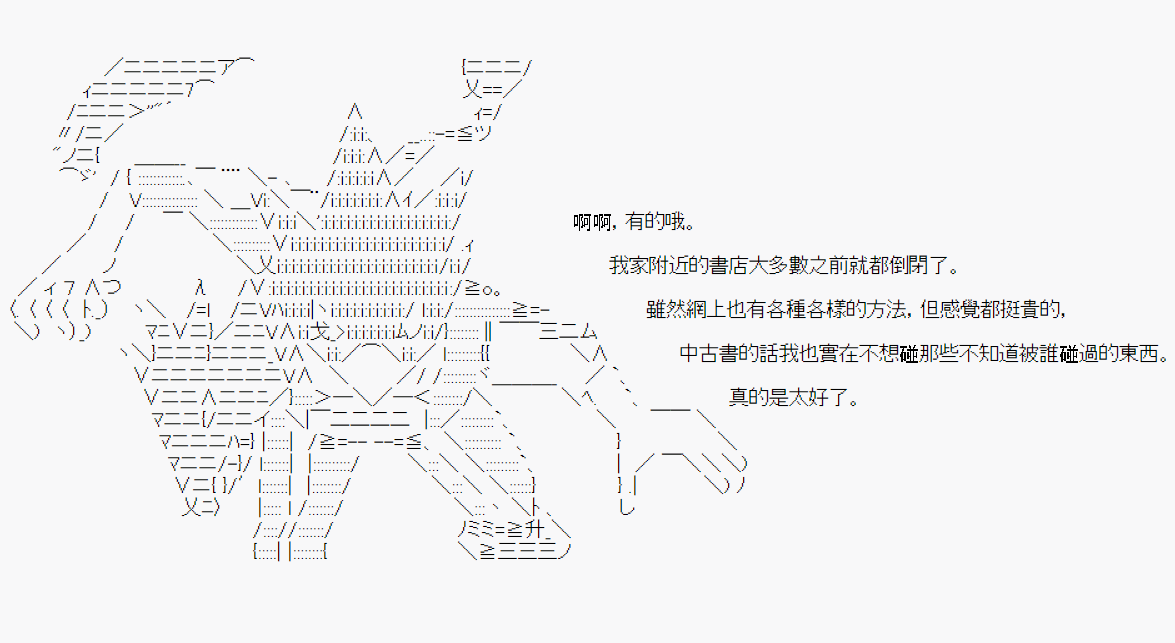 啊啊，有的哦。
我家附近的書店大多數之前就都倒閉了。
雖然網上也有各種各樣的方法，但感覺都挺貴的，
中古書的話我也實在不想碰那些不知道被誰碰過的東西。
真的是太好了。